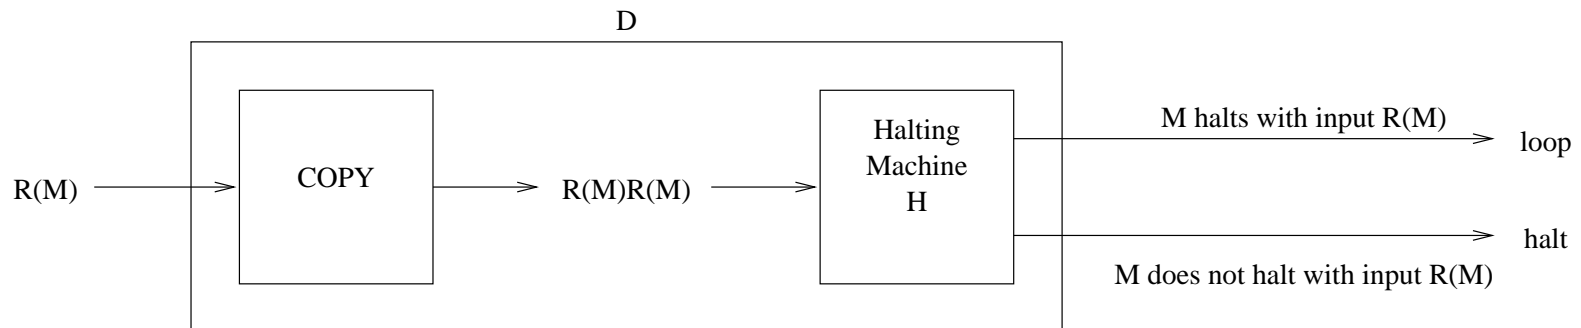 D
R(M)
COPY
R(M)R(M)
Halting
Machine
H
M halts with input R(M)
loop
halt
M does not halt with input R(M)